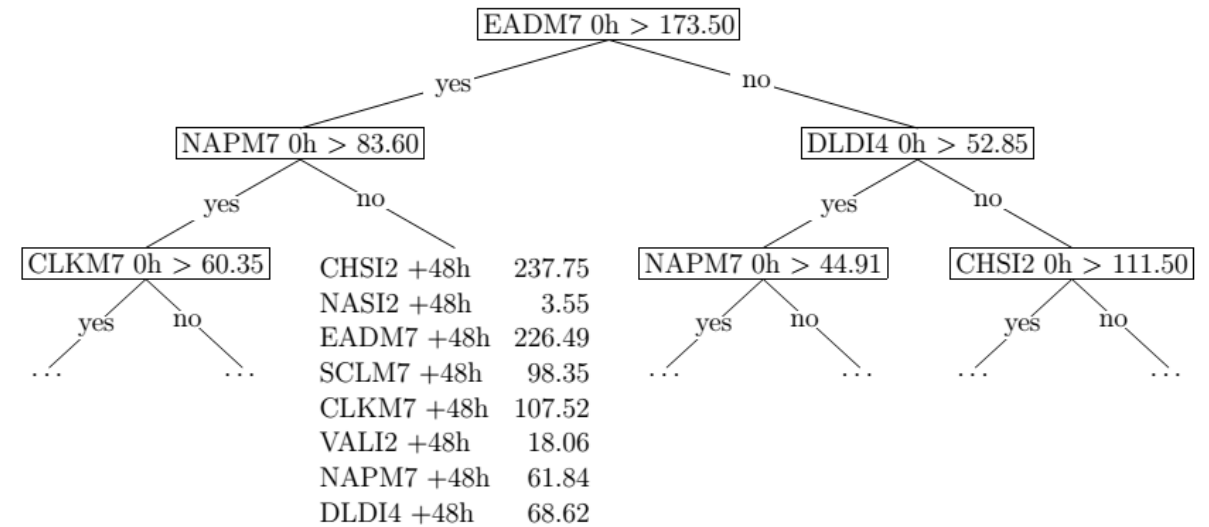 EADM7 0h > 173.50
yes no
NAPM7 0h > 83.60 DLDI4 0h > 52.85
yes no yes no
CLKM7 0h > 60.35 CHSI2 +48h 237.75 NAPM7 0h > 44.91 CHSI2 0h > 111.50
NASI2 +48h 3.55
yes no EADM7 +48h 226.49 yes no yes no
... ... SCLM7 +48h 98.35 ... ... ... ...
CLKM7 +48h 107.52
VALI2 +48h 18.06
NAPM7 +48h 61.84
DLDI4 +48h 68.62